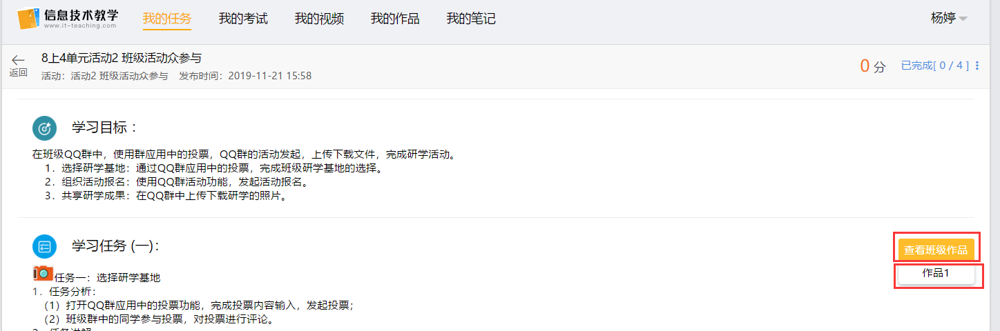 信息技术教学
www.it-teaching.com
我的任务 我的考试 我的视频 我的作品 我的笔记
杨婷
返回
8上4单元活动2 班级活动众参与
活动：活动2 班级活动众参与 发布时间：2019-11-21 15:58
0 分
已完成[ 0 / 4 ]
学习目标：
在班级QQ群中，使用群应用中的投票，QQ群的活动发起，上传下载文件，完成研学活动。
1. 选择研学基地：通过QQ群应用中的投票，完成班级研学基地的选择。
2. 组织活动报名：使用QQ群活动功能，发起活动报名。
3. 共享研学成果：在QQ群中上传下载研学的照片。
学习任务 (一)：
查看班级作品
作品1
任务一：选择研学基地
1. 任务分析：
（1）打开QQ群应用中的投票功能，完成投票内容输入，发起投票；
（2）班级群中的同学参与投票，对投票进行评论。